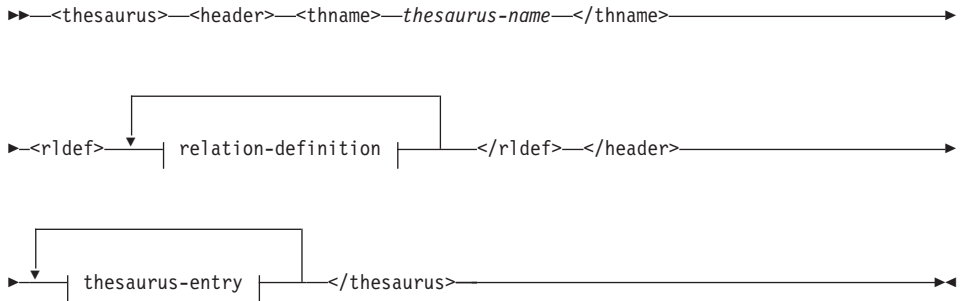 <thesaurus> <header> <thname> thesaurus-name </thname>
<rldef> relation-definition </rldef> </header>
thesaurus-entry </thesaurus>